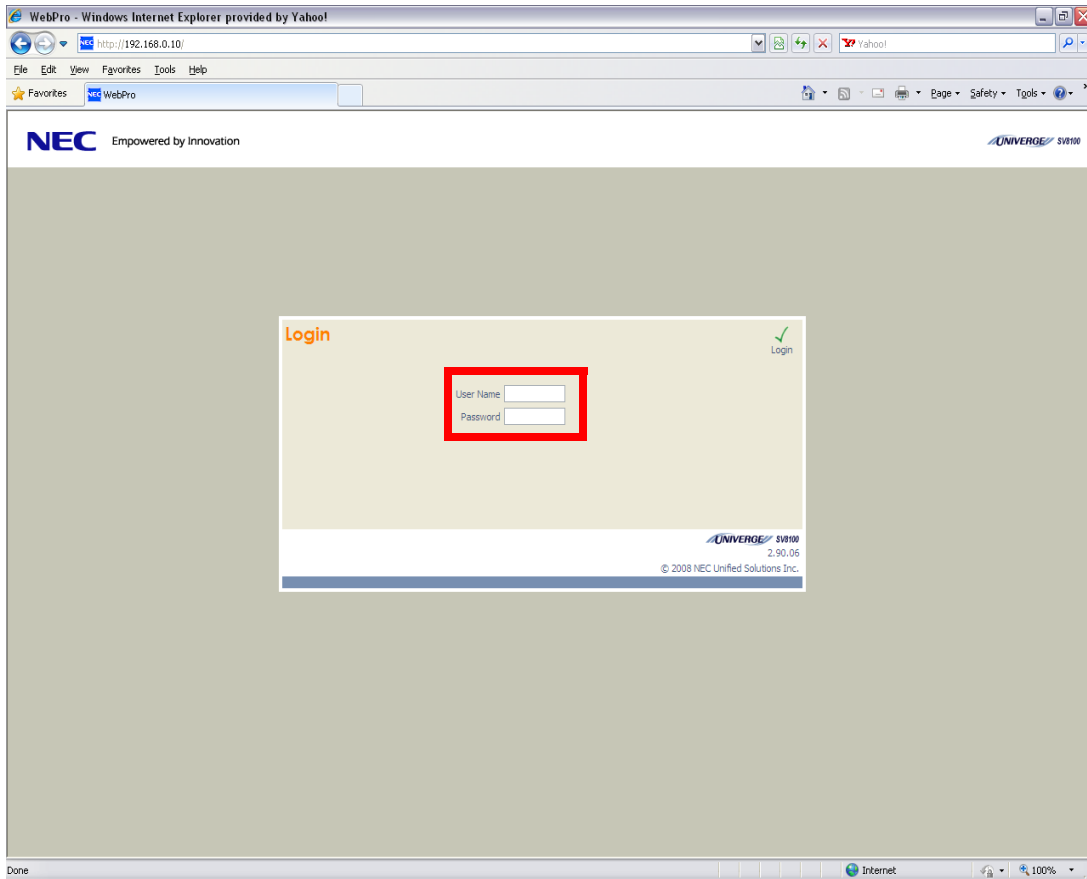 WebPro - Windows Internet Explorer provided by Yahoo!
NEC http://192.168.0.10/
Yahoo!
File Edit View Favorites Tools Help
Favorites NEC WebPro
Page Safety Tools
NEC Empowered by Innovation
UNIVERGE SV8100
Login
Login
User Name
Password
UNIVERGE SV8100
2.90.06
© 2008 NEC Unified Solutions Inc.
Done
Internet
100%